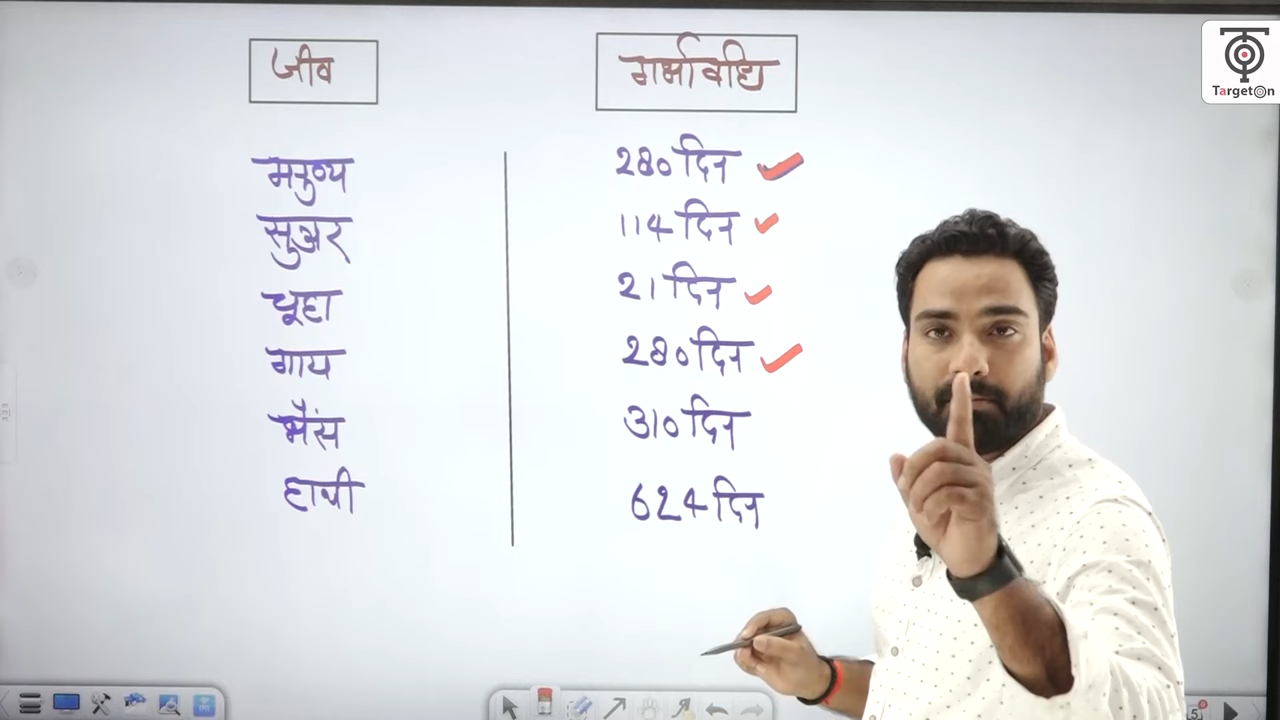 TargetOn
जीव गर्भावधि
मनुष्य 280 दिन
सुअर 114 दिन
चूहा 21 दिन
गाय 280 दिन
भैंस 310 दिन
हाथी 624 दिन